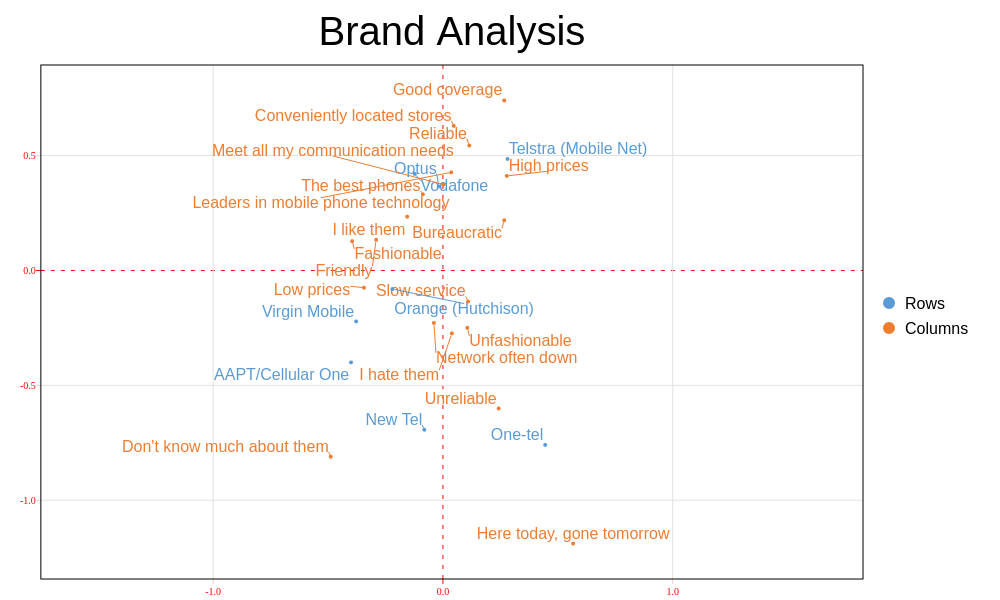 Brand Analysis
Good coverage
Conveniently located stores
Reliable
Telstra (Mobile Net)
Meet all my communication needs
0.5
High prices
Optus
The best phones
Vodafone
Leaders in mobile phone technology
I like them
Bureaucratic
Fashionable
0.0
Friendly
Low prices
Slow service
Rows
Virgin Mobile
Orange (Hutchison)
Columns
Unfashionable
Network often down
AAPT/Cellular One
I hate them
-0.5
Unreliable
New Tel
One-tel
Don't know much about them
-1.0
Here today, gone tomorrow
-1.0
0.0
1.0